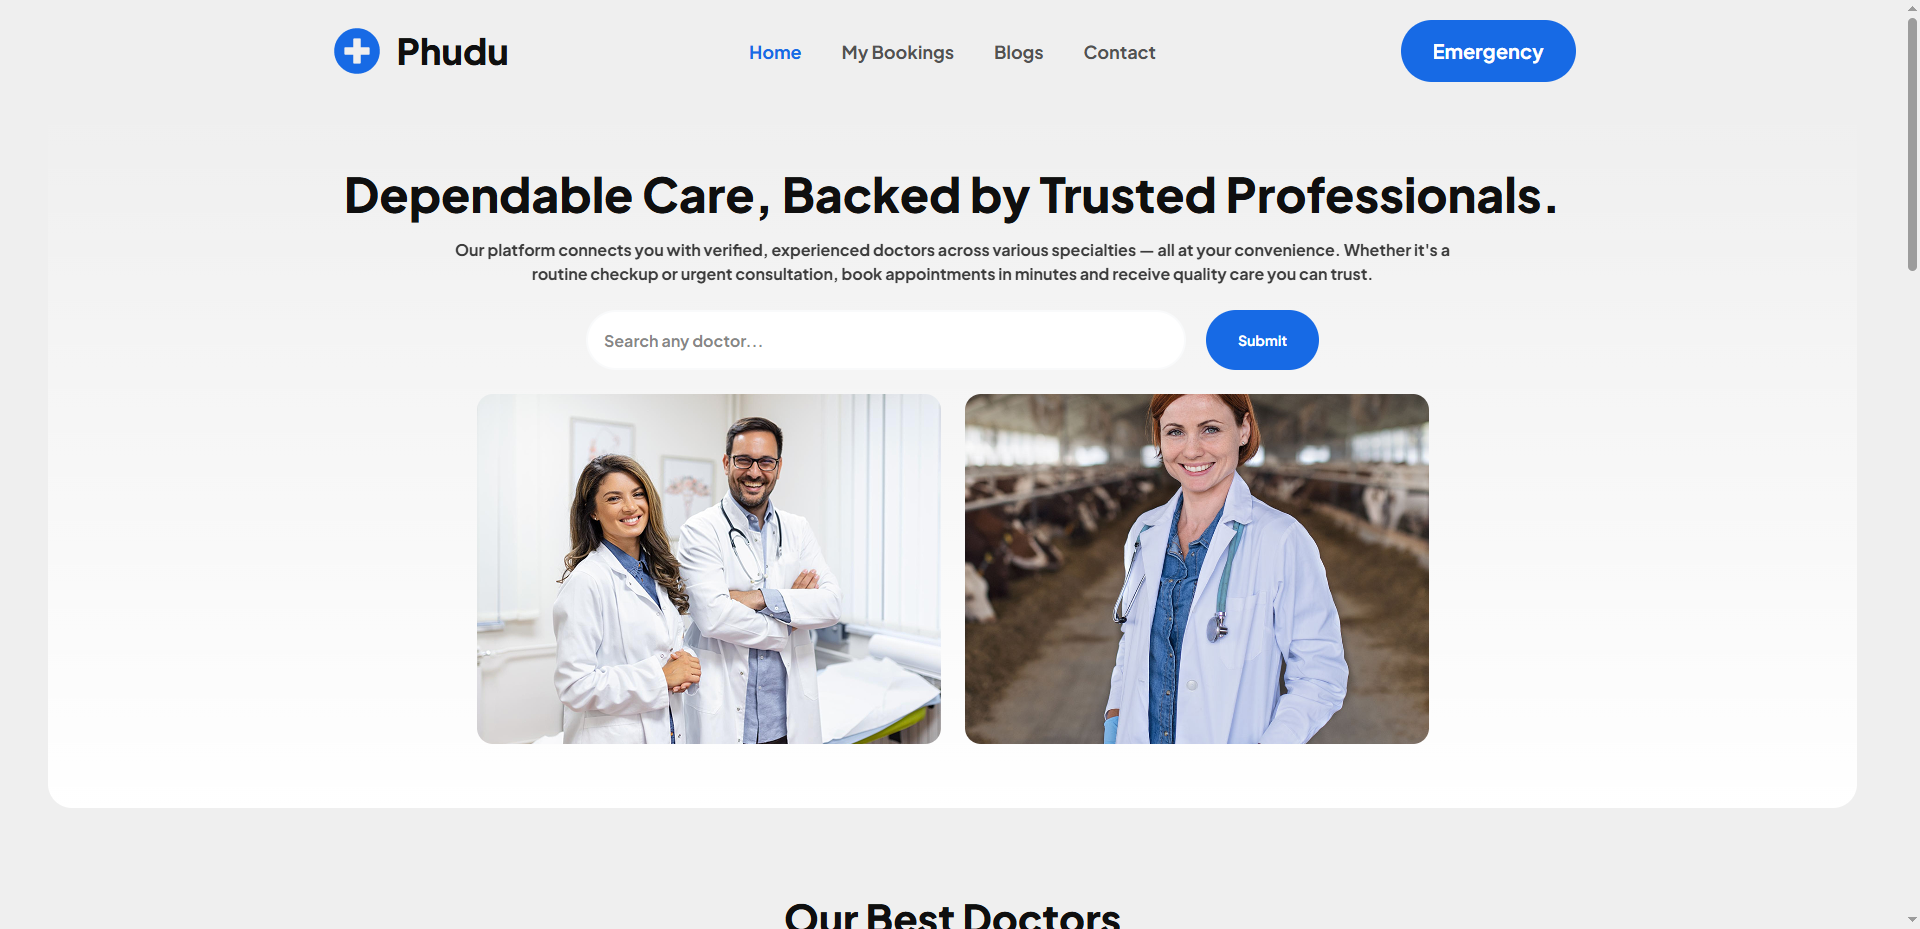 Phudu
Home My Bookings Blogs Contact
Emergency
Dependable Care, Backed by Trusted Professionals.
Our platform connects you with verified, experienced doctors across various specialties — all at your convenience. Whether it's a
routine checkup or urgent consultation, book appointments in minutes and receive quality care you can trust.
Search any doctor...
Submit
Our Best Doctors